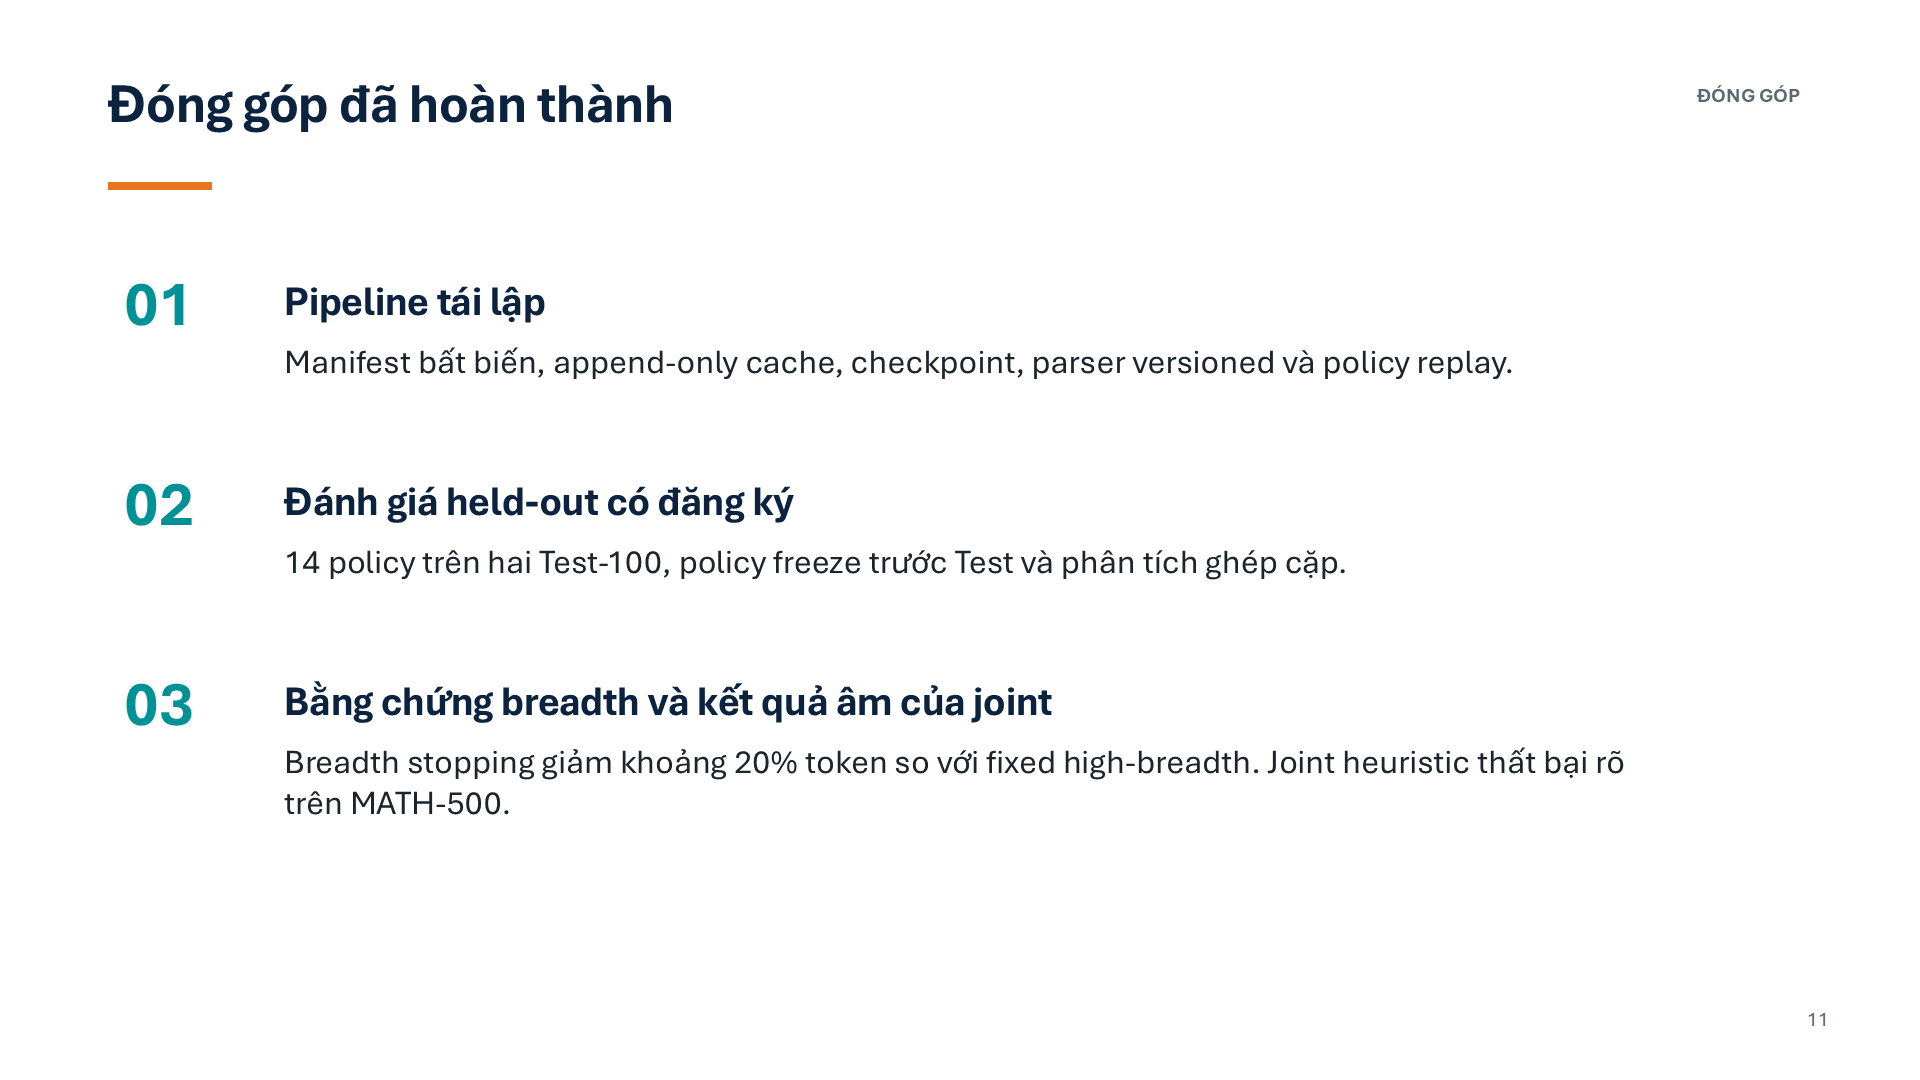 Đóng góp đã hoàn thành
ĐÓNG GÓP
01
Pipeline tái lập
Manifest bất biến, append-only cache, checkpoint, parser versioned và policy replay.
02
Đánh giá held-out có đăng ký
14 policy trên hai Test-100, policy freeze trước Test và phân tích ghép cặp.
03
Bằng chứng breadth và kết quả âm của joint
Breadth stopping giảm khoảng 20% token so với fixed high-breadth. Joint heuristic thất bại rõ
trên MATH-500.
11